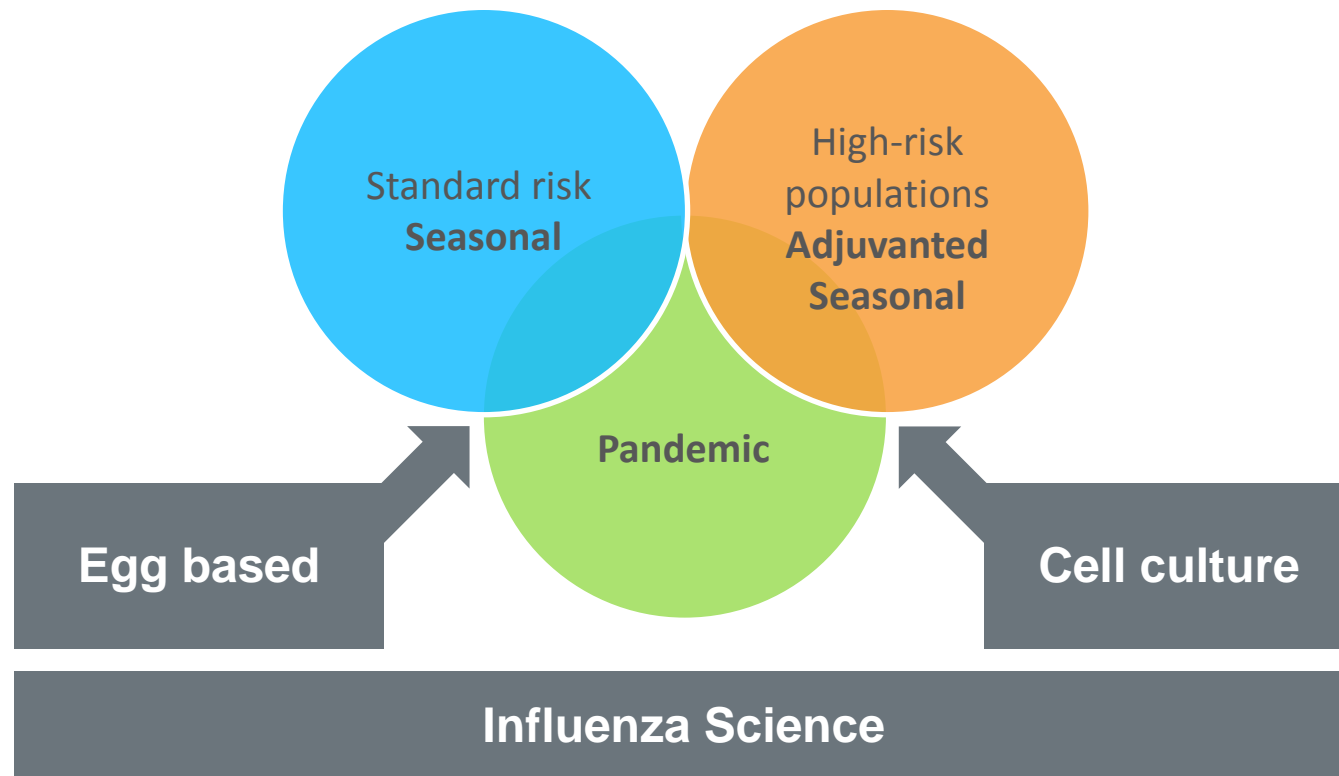 Standard risk
Seasonal
High-risk
populations
Adjuvanted
Seasonal
Pandemic
Egg based
Cell culture
Influenza Science